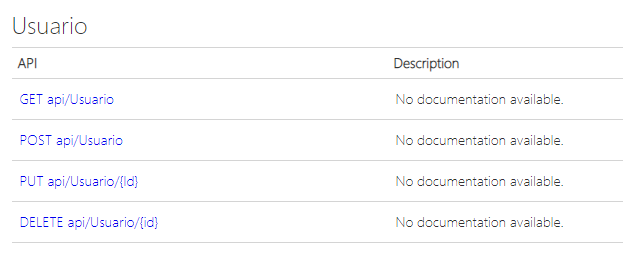 Usuario
API Description
GET api/Usuario No documentation available.
POST api/Usuario No documentation available.
PUT api/Usuario/{Id} No documentation available.
DELETE api/Usuario/{id} No documentation available.